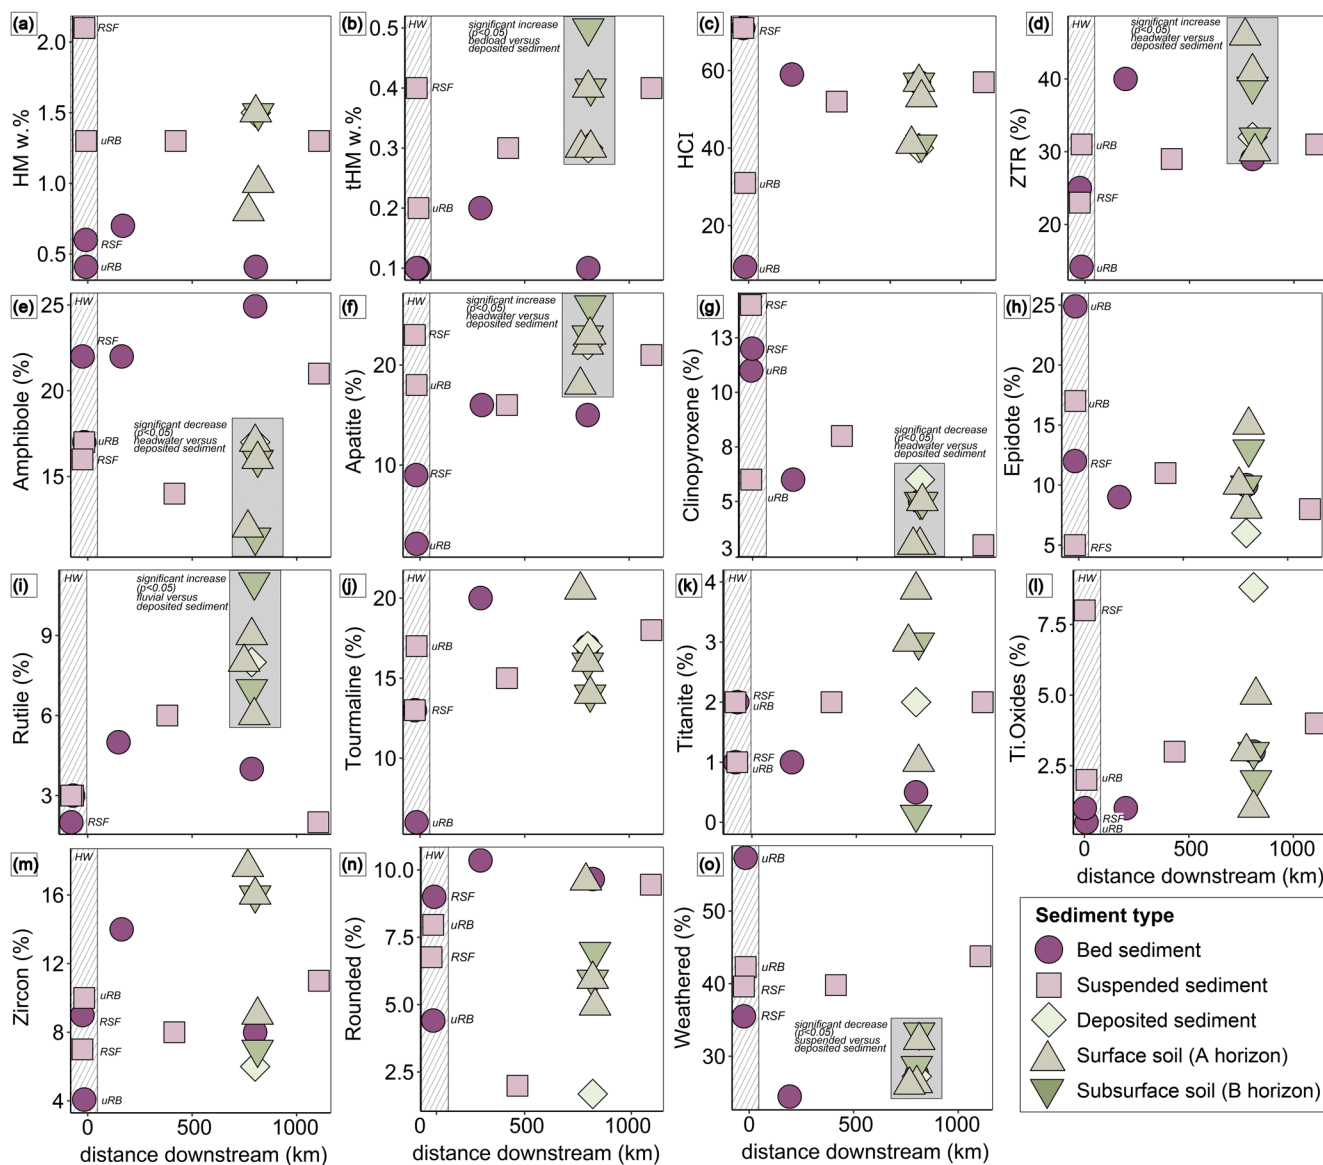 (a)
RSF
2.0
1.5
1.0
0.5
HM w.%
uRB
RSF
uRB
(b)
HW
significant increase
(p<0.05)
bedload versus
deposited sediment
0.5
0.4
0.3
0.2
0.1
tHM w.%
RSF
uRB
(c)
RSF
60
40
20
HCI
uRB
uRB
(d)
HW
significant increase
(p<0.05)
headwater versus
deposited sediment
40
30
20
ZTR (%)
uRB
RSF
uRB
(e)
25
20
15
Amphibole (%)
RSF
uRB
RSF
significant decrease
(p<0.05)
headwater versus
deposited sediment
(f)
HW
significant increase
(p<0.05)
headwater versus
deposited sediment
20
10
Apatite (%)
RSF
uRB
RSF
uRB
(g)
RSF
13
10
8
5
3
Clinopyroxene (%)
RSF
uRB
uRB
significant decrease
(p<0.05)
headwater versus
deposited sediment
(h)
25
20
15
10
5
Epidote (%)
uRB
uRB
RSF
RFS
(i)
HW
significant increase
(p<0.05)
fluvial versus
deposited sediment
9
6
3
Rutile (%)
RSF
(j)
HW
20
15
10
Tourmaline (%)
uRB
RSF
uRB
(k)
HW
4
3
2
1
0
Titanite (%)
RSF
uRB
RSF
uRB
(l)
HW
7.5
5.0
2.5
Ti.Oxides (%)
RSF
uRB
RSF
uRB
0
500
1000
distance downstream (km)
(m)
HW
16
12
8
4
Zircon (%)
uRB
RSF
RSF
uRB
0
500
1000
distance downstream (km)
(n)
HW
10.0
7.5
5.0
2.5
Rounded (%)
RSF
uRB
RSF
uRB
0
500
1000
distance downstream (km)
(o)
uRB
50
40
30
Weathered (%)
uRB
RSF
RSF
significant decrease
(p<0.05)
suspended versus
deposited sediment
0
500
1000
distance downstream (km)
Sediment type
Bed sediment
Suspended sediment
Deposited sediment
Surface soil (A horizon)
Subsurface soil (B horizon)